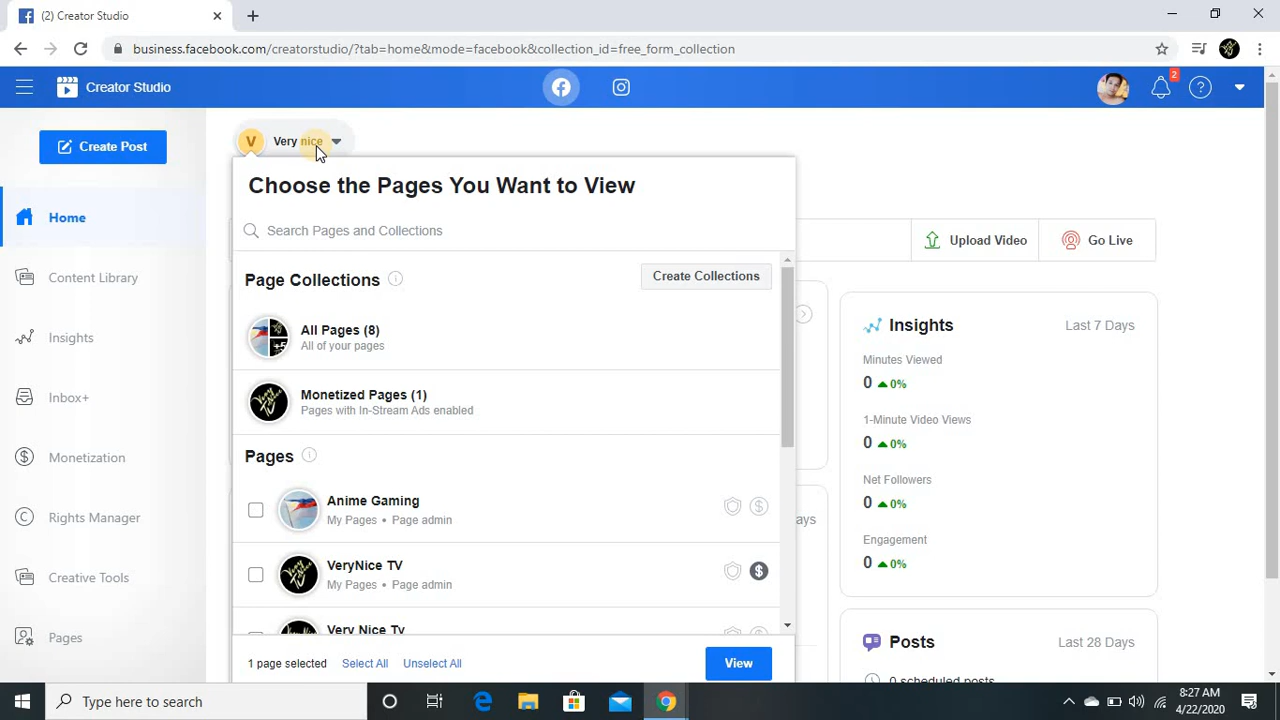 (2) Creator Studio
business.facebook.com/creatorstudio/?tab=home&mode=facebook&collection_id=free_form_collection
Creator Studio
2
Create Post
V Very nice
Choose the Pages You Want to View
Search Pages and Collections
Upload Video
Go Live
Home
Content Library
Insights
Inbox+
Monetization
Rights Manager
Creative Tools
Pages
Page Collections
Create Collections
+5
All Pages (8)
All of your pages
Monetized Pages (1)
Pages with In-Stream Ads enabled
Pages
Anime Gaming
My Pages • Page admin
VeryNice TV
My Pages • Page admin
Very Nice Tv
1 page selected
Select All
Unselect All
View
Insights
Last 7 Days
Minutes Viewed
0 0%
1-Minute Video Views
0 0%
Net Followers
0 0%
Engagement
0 0%
ays
Posts
Last 28 Days
0 scheduled posts
Type here to search
8:27 AM
4/22/2020